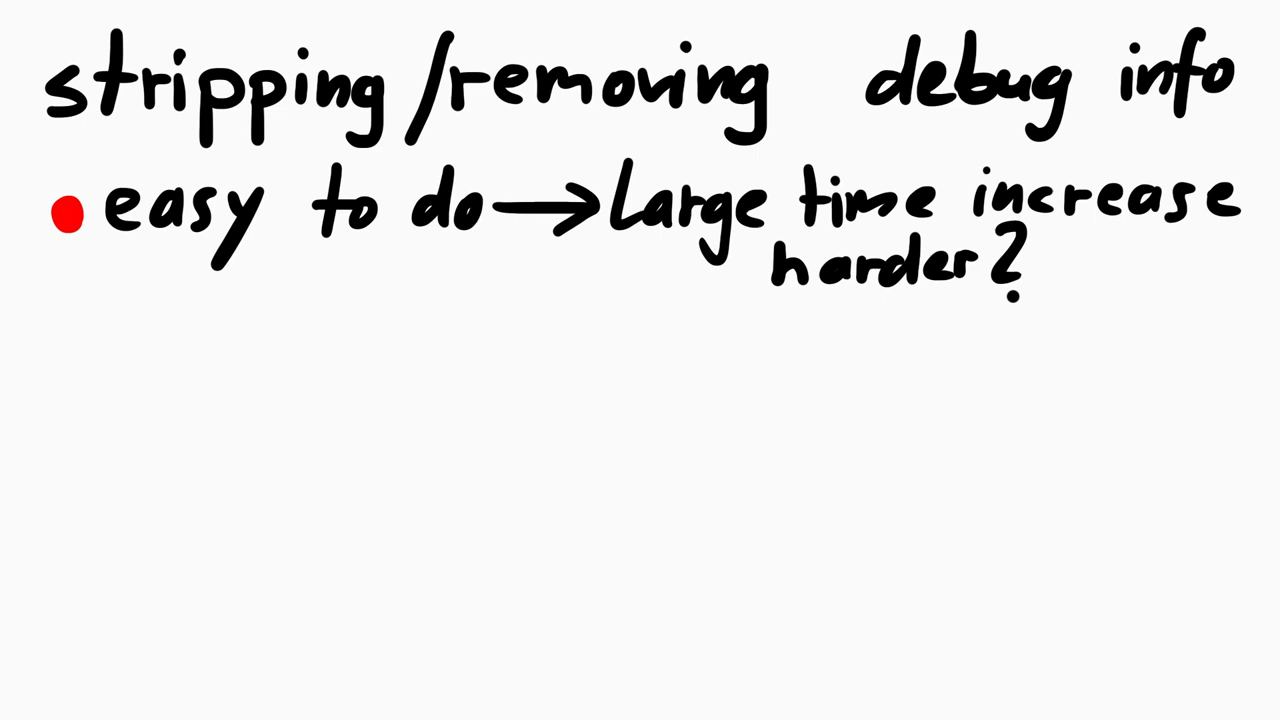 stripping/removing debug info
• easy to do→Large time increase
harder?